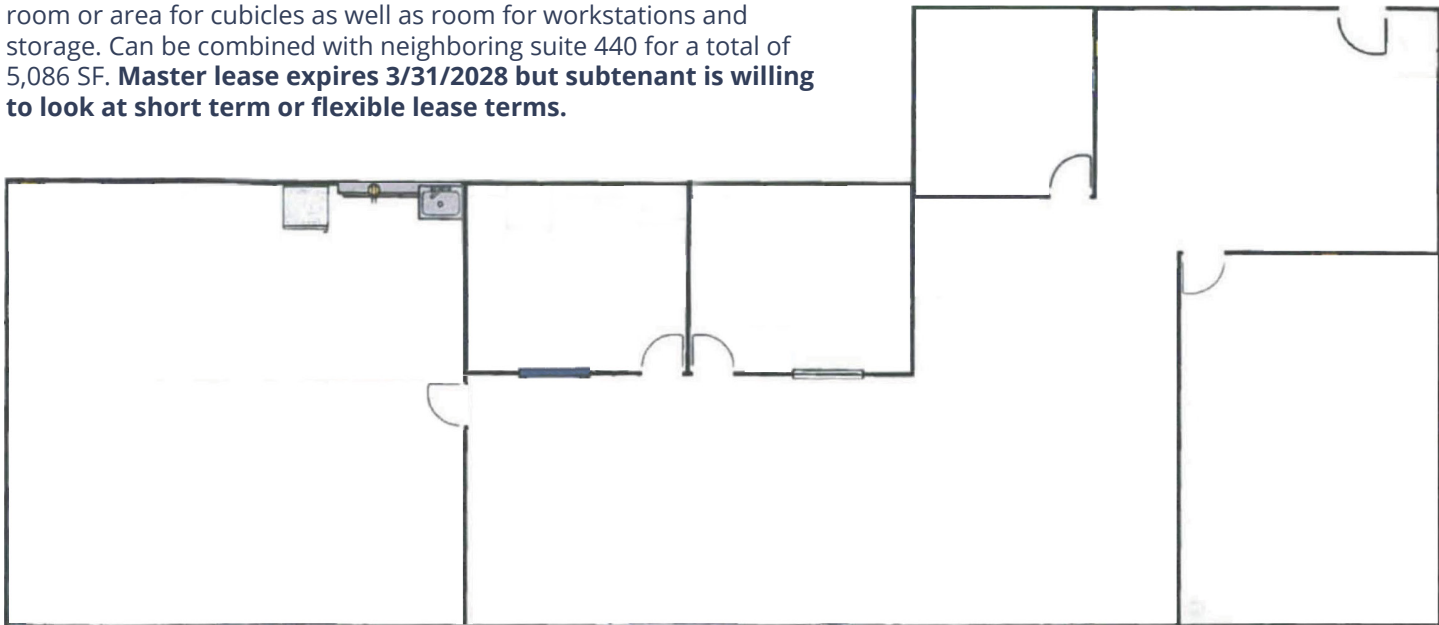 room or area for cubicles as well as room for workstations and
storage. Can be combined with neighboring suite 440 for a total of
5,086 SF. Master lease expires 3/31/2028 but subtenant is willing
to look at short term or flexible lease terms.